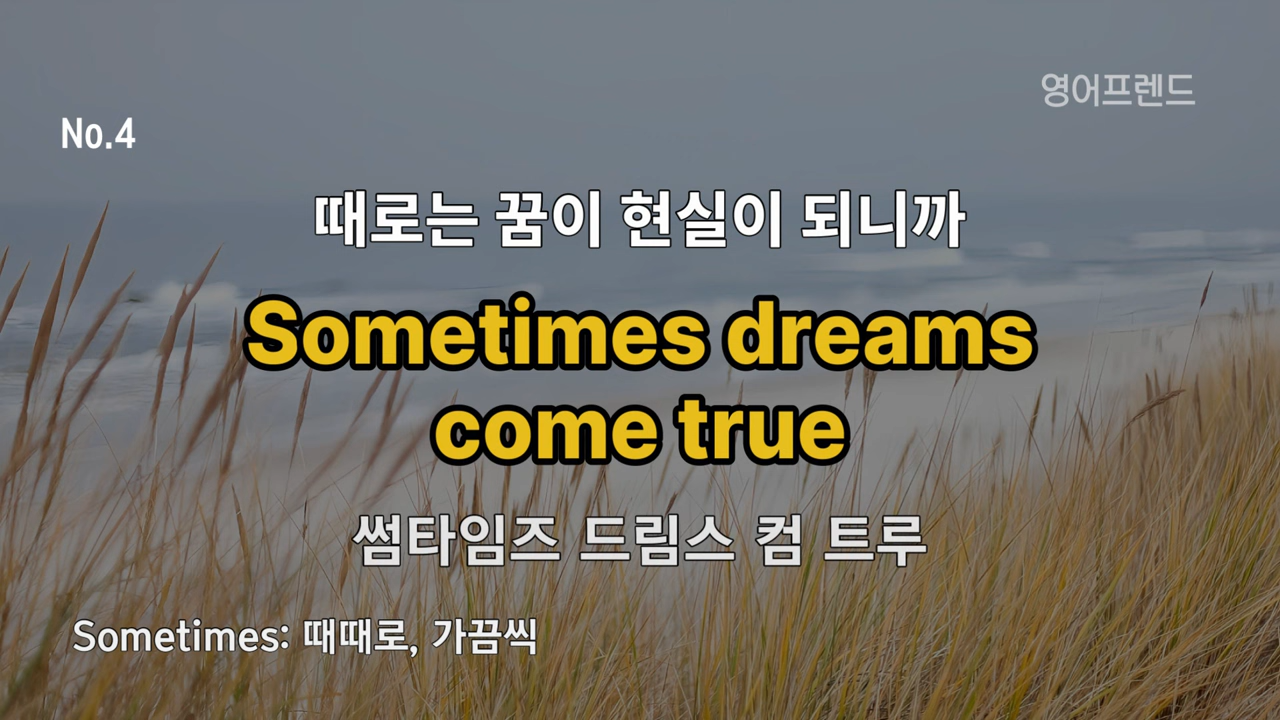 영어프렌드
No.4
때로는 꿈이 현실이 되니까
Sometimes dreams
come true
썸타임즈 드림스 컴 트루
Sometimes: 때때로, 가끔씩